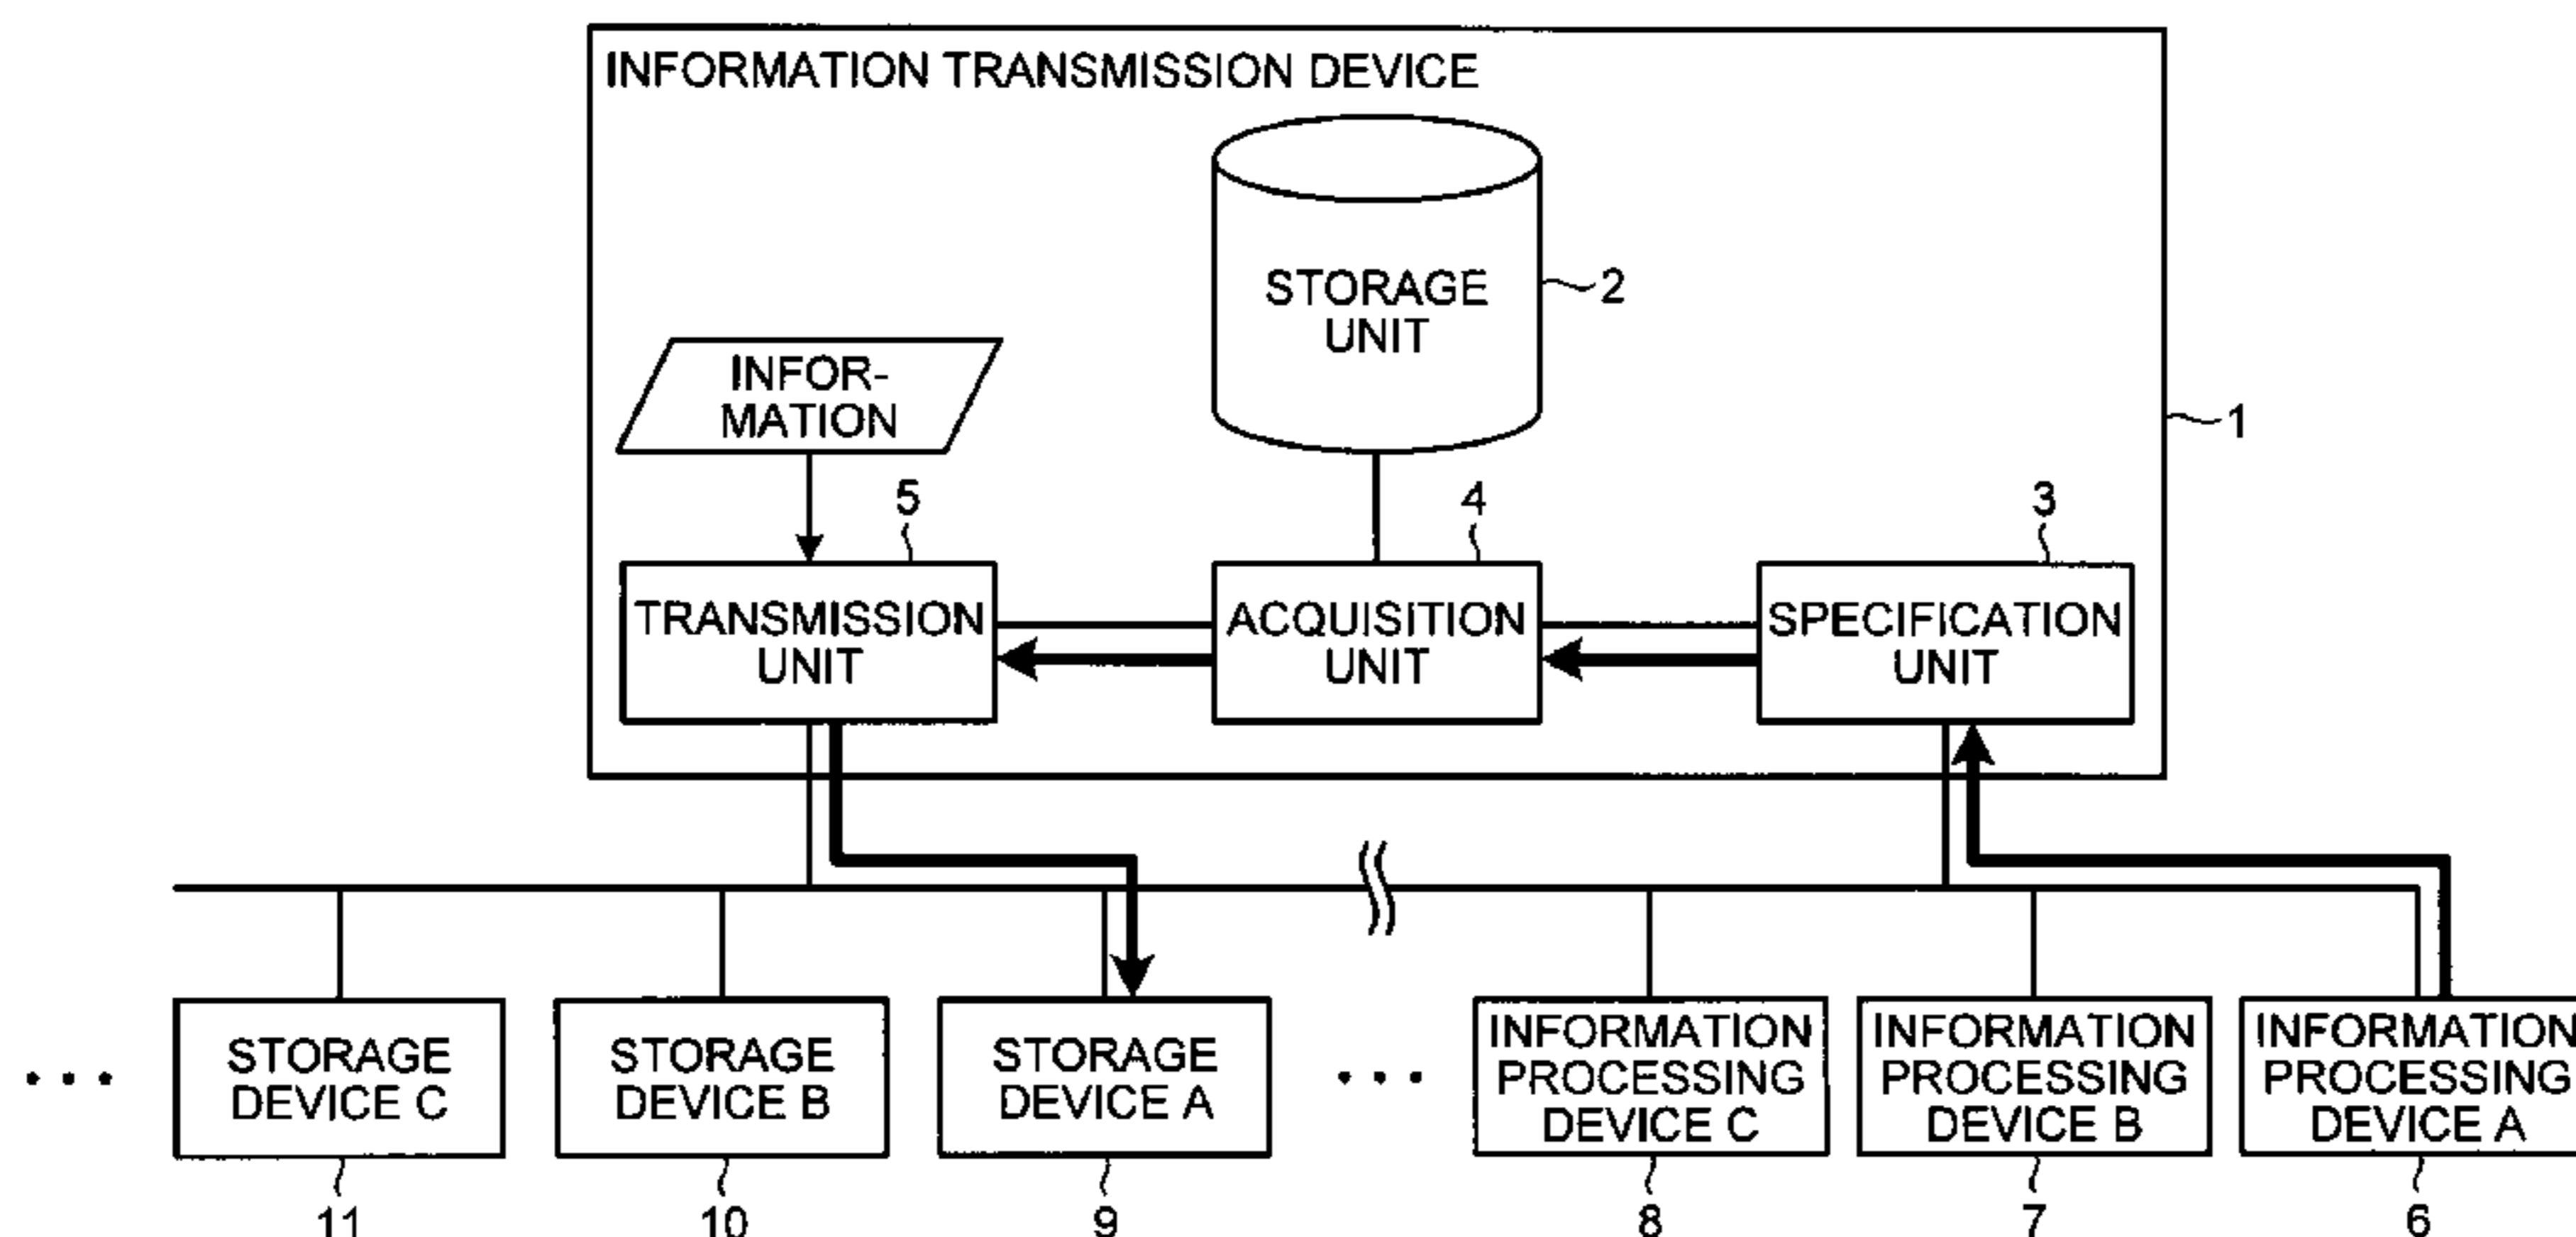 INFORMATION TRANSMISSION DEVICE
STORAGE
UNIT
2
INFOR-
MATION
1
5
4
3
TRANSMISSION
UNIT
ACQUISITION
UNIT
SPECIFICATION
UNIT
• • •
STORAGE
DEVICE C
STORAGE
DEVICE B
STORAGE
DEVICE A
• • •
INFORMATION
PROCESSING
DEVICE C
INFORMATION
PROCESSING
DEVICE B
INFORMATION
PROCESSING
DEVICE A
11
10
9
8
7
6